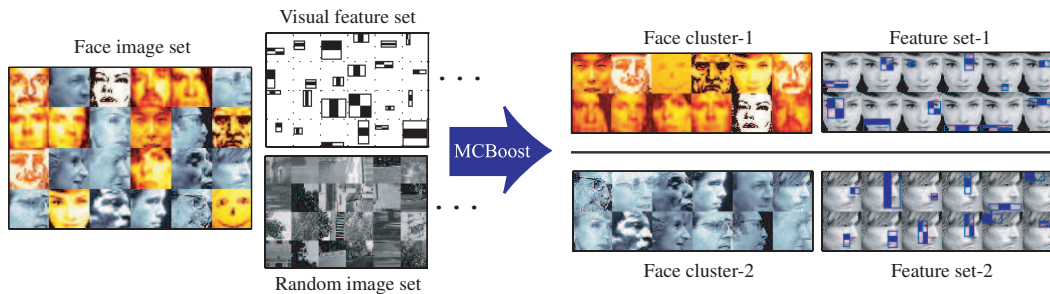 Face image set
Visual feature set
Random image set
. . .
. . .
MCBoost
Face cluster-1
Feature set-1
Face cluster-2
Feature set-2